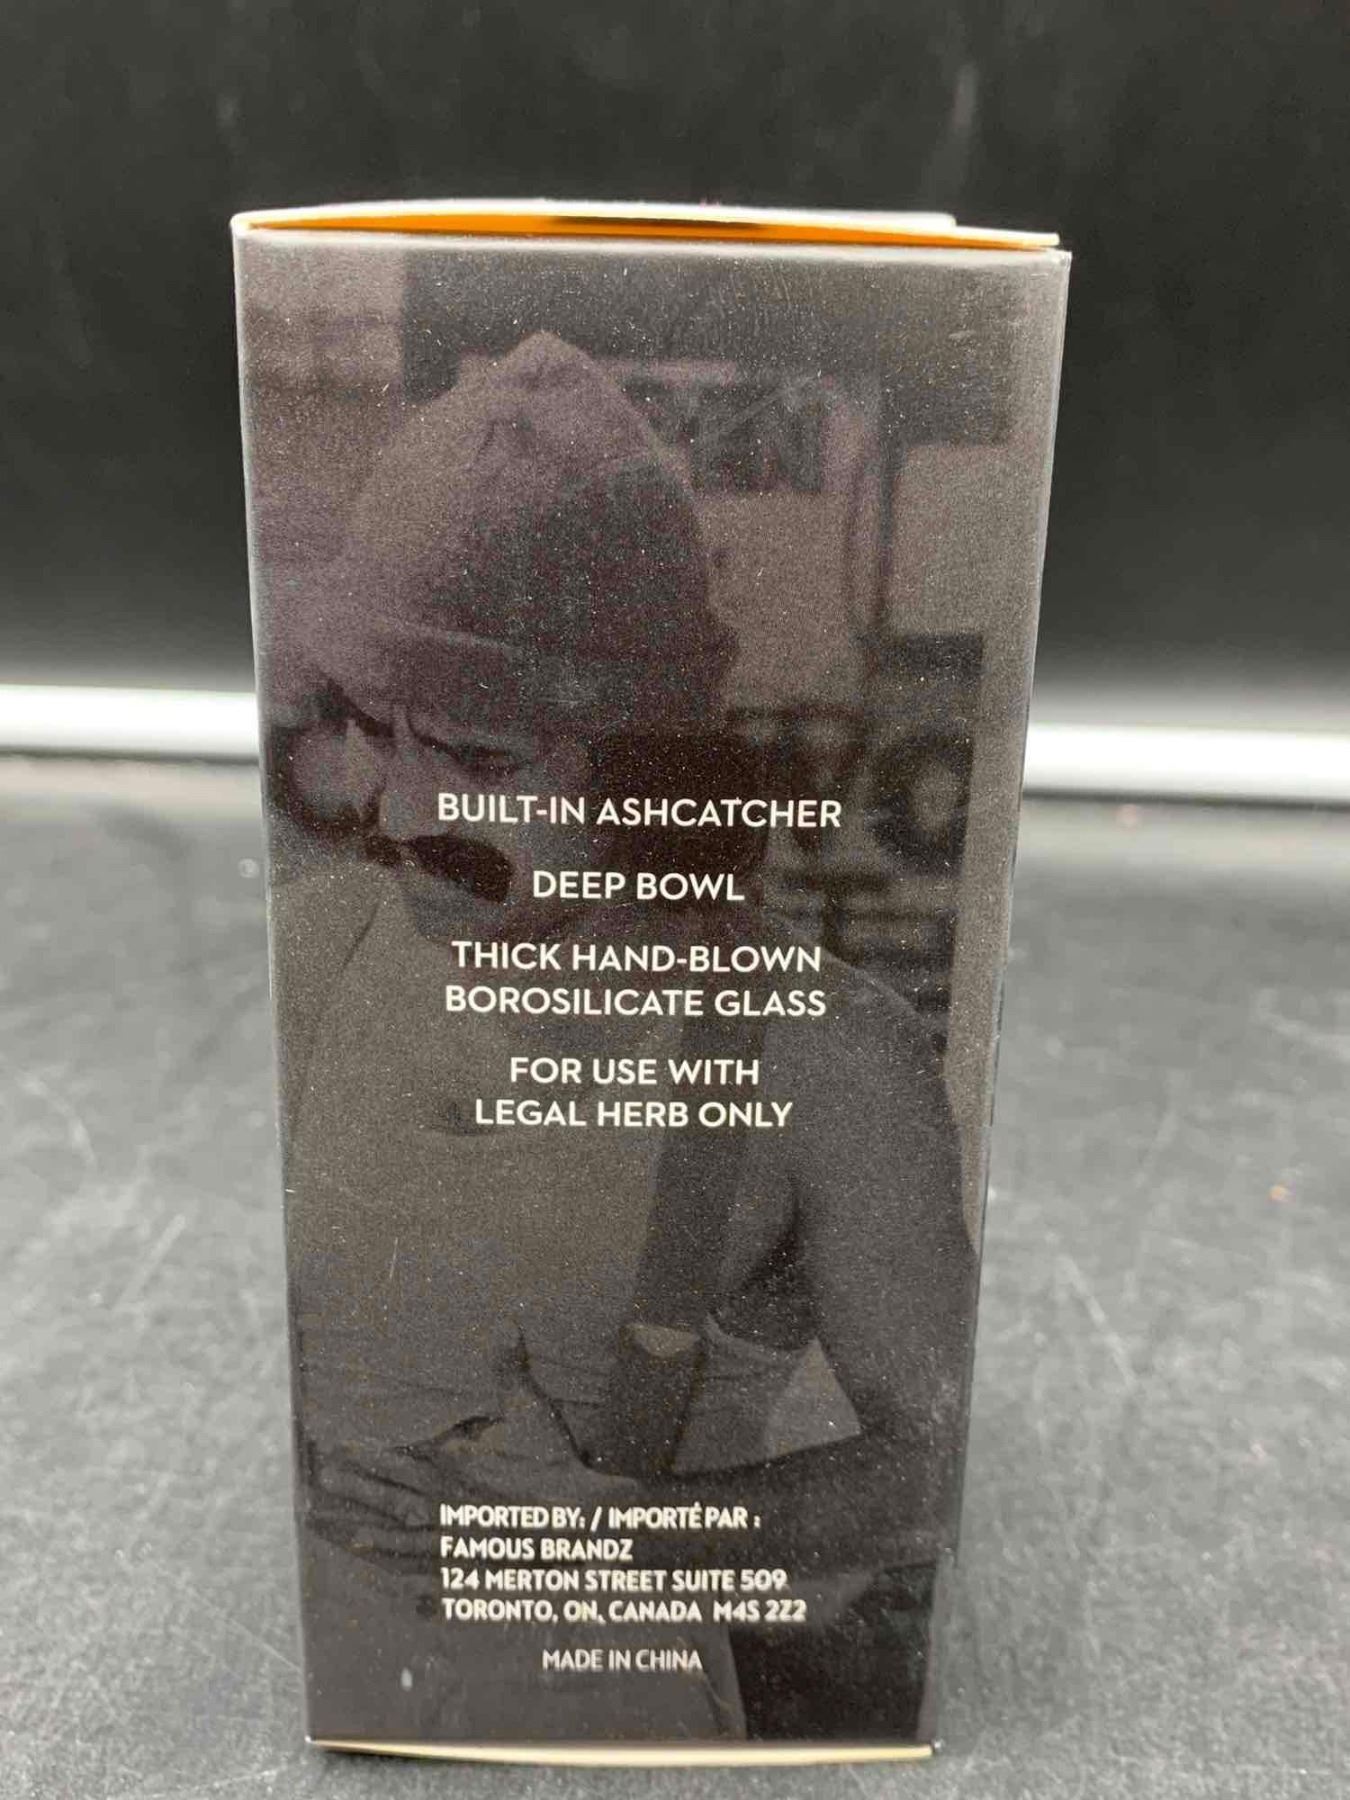 BUILT-IN ASHCATCHER
DEEP BOWL
THICK HAND-BLOWN
BOROSILICATE GLASS
FOR USE WITH
LEGAL HERB ONLY
IMPORTED BY: / IMPORTÉ PAR :
FAMOUS BRANDZ
124 MERTON STREET SUITE 509
TORONTO, ON, CANADA M4S 2Z2
MADE IN CHINA